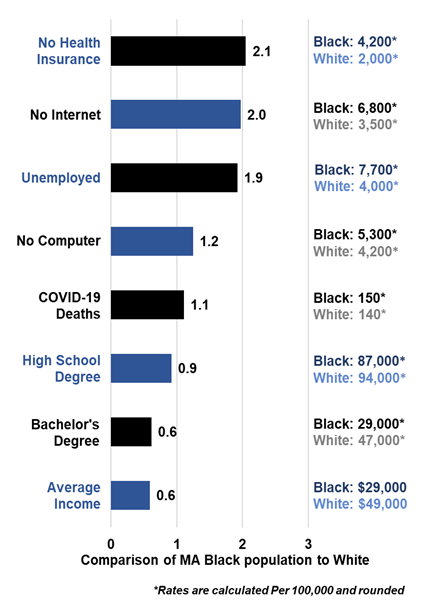 No Health
Insurance
2.1
Black: 4,200*
White: 2,000*
No Internet
2.0
Black: 6,800*
White: 3,500*
Unemployed
1.9
Black: 7,700*
White: 4,000*
No Computer
1.2
Black: 5,300*
White: 4,200*
COVID-19
Deaths
1.1
Black: 150*
White: 140*
High School
Degree
0.9
Black: 87,000*
White: 94,000*
Bachelor's
Degree
0.6
Black: 29,000*
White: 47,000*
Average
Income
0.6
Black: $29,000
White: $49,000
0 1 2 3
Comparison of MA Black population to White
*Rates are calculated Per 100,000 and rounded